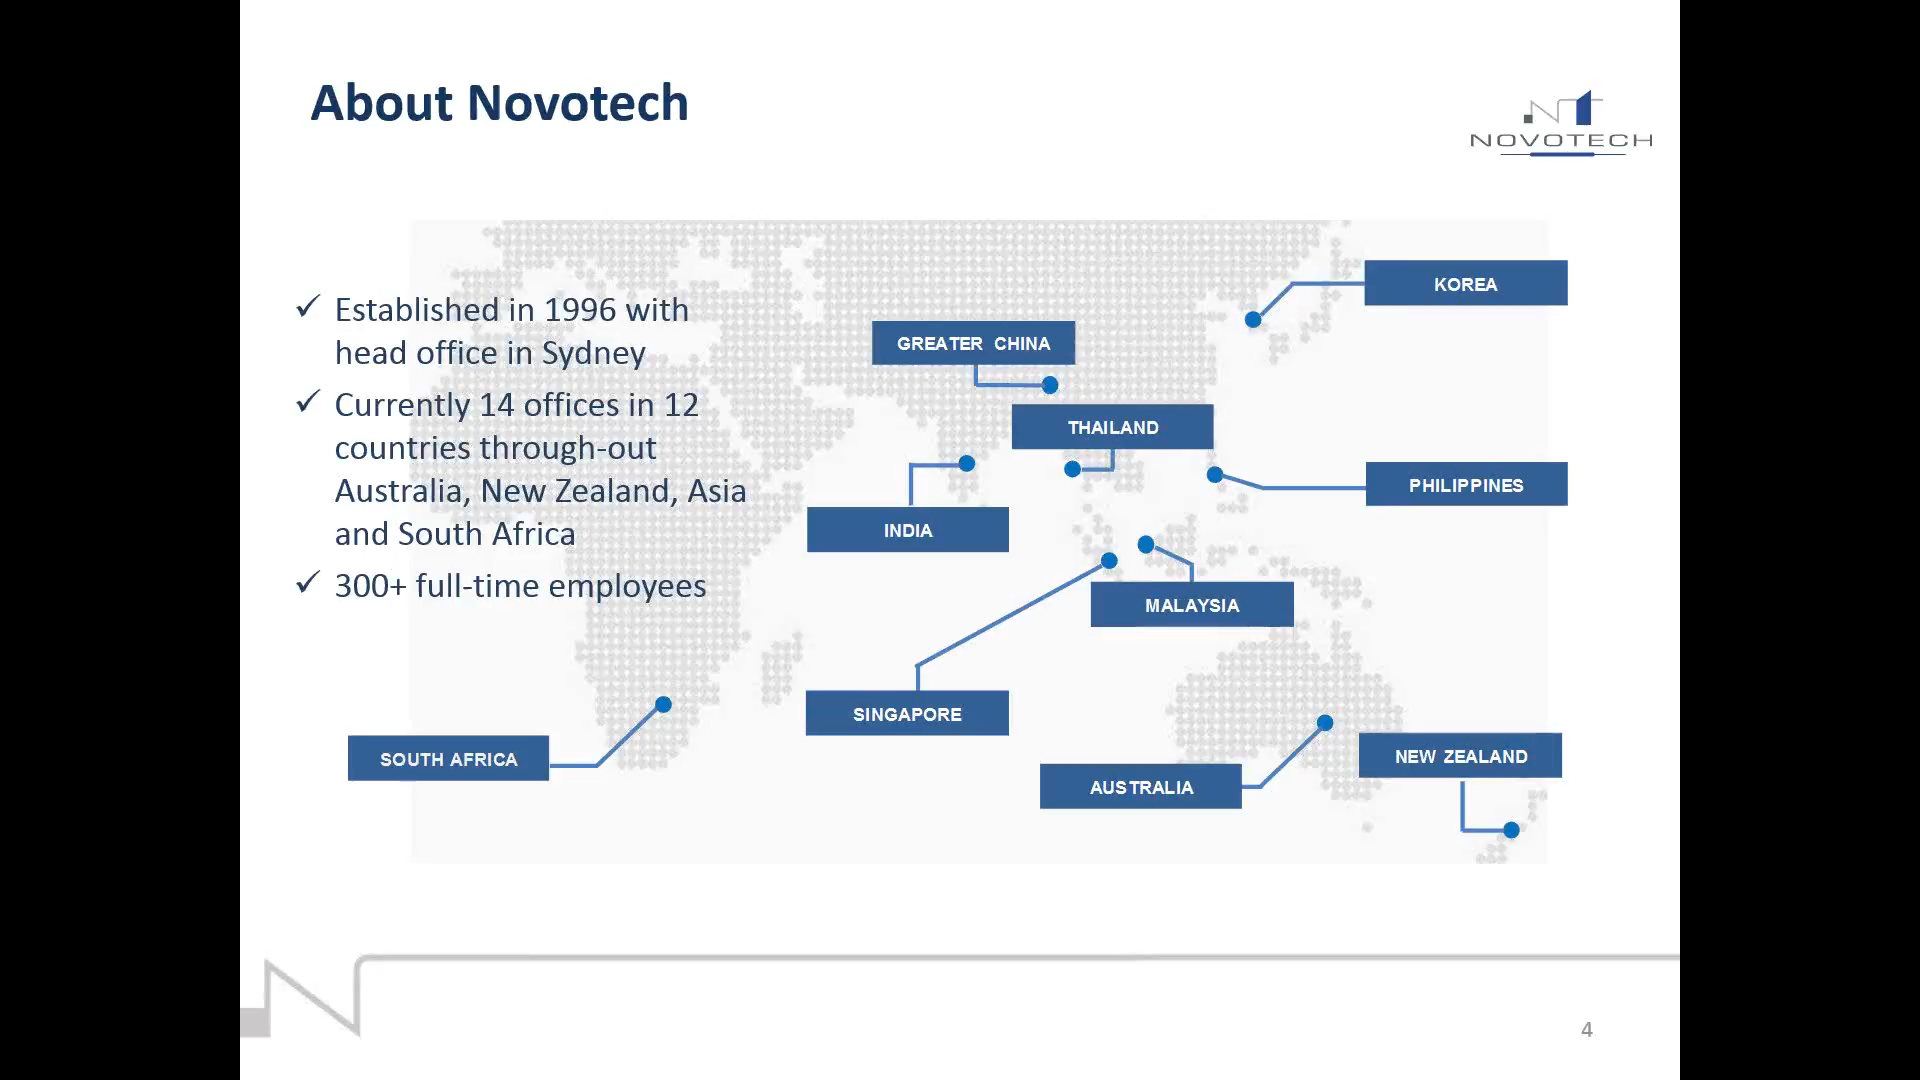 About Novotech
NOVOTECH
✓ Established in 1996 with
head office in Sydney
✓ Currently 14 offices in 12
countries through-out
Australia, New Zealand, Asia
and South Africa
✓ 300+ full-time employees
KOREA
GREATER CHINA
THAILAND
PHILIPPINES
INDIA
MALAYSIA
SINGAPORE
SOUTH AFRICA
NEW ZEALAND
AUSTRALIA
4